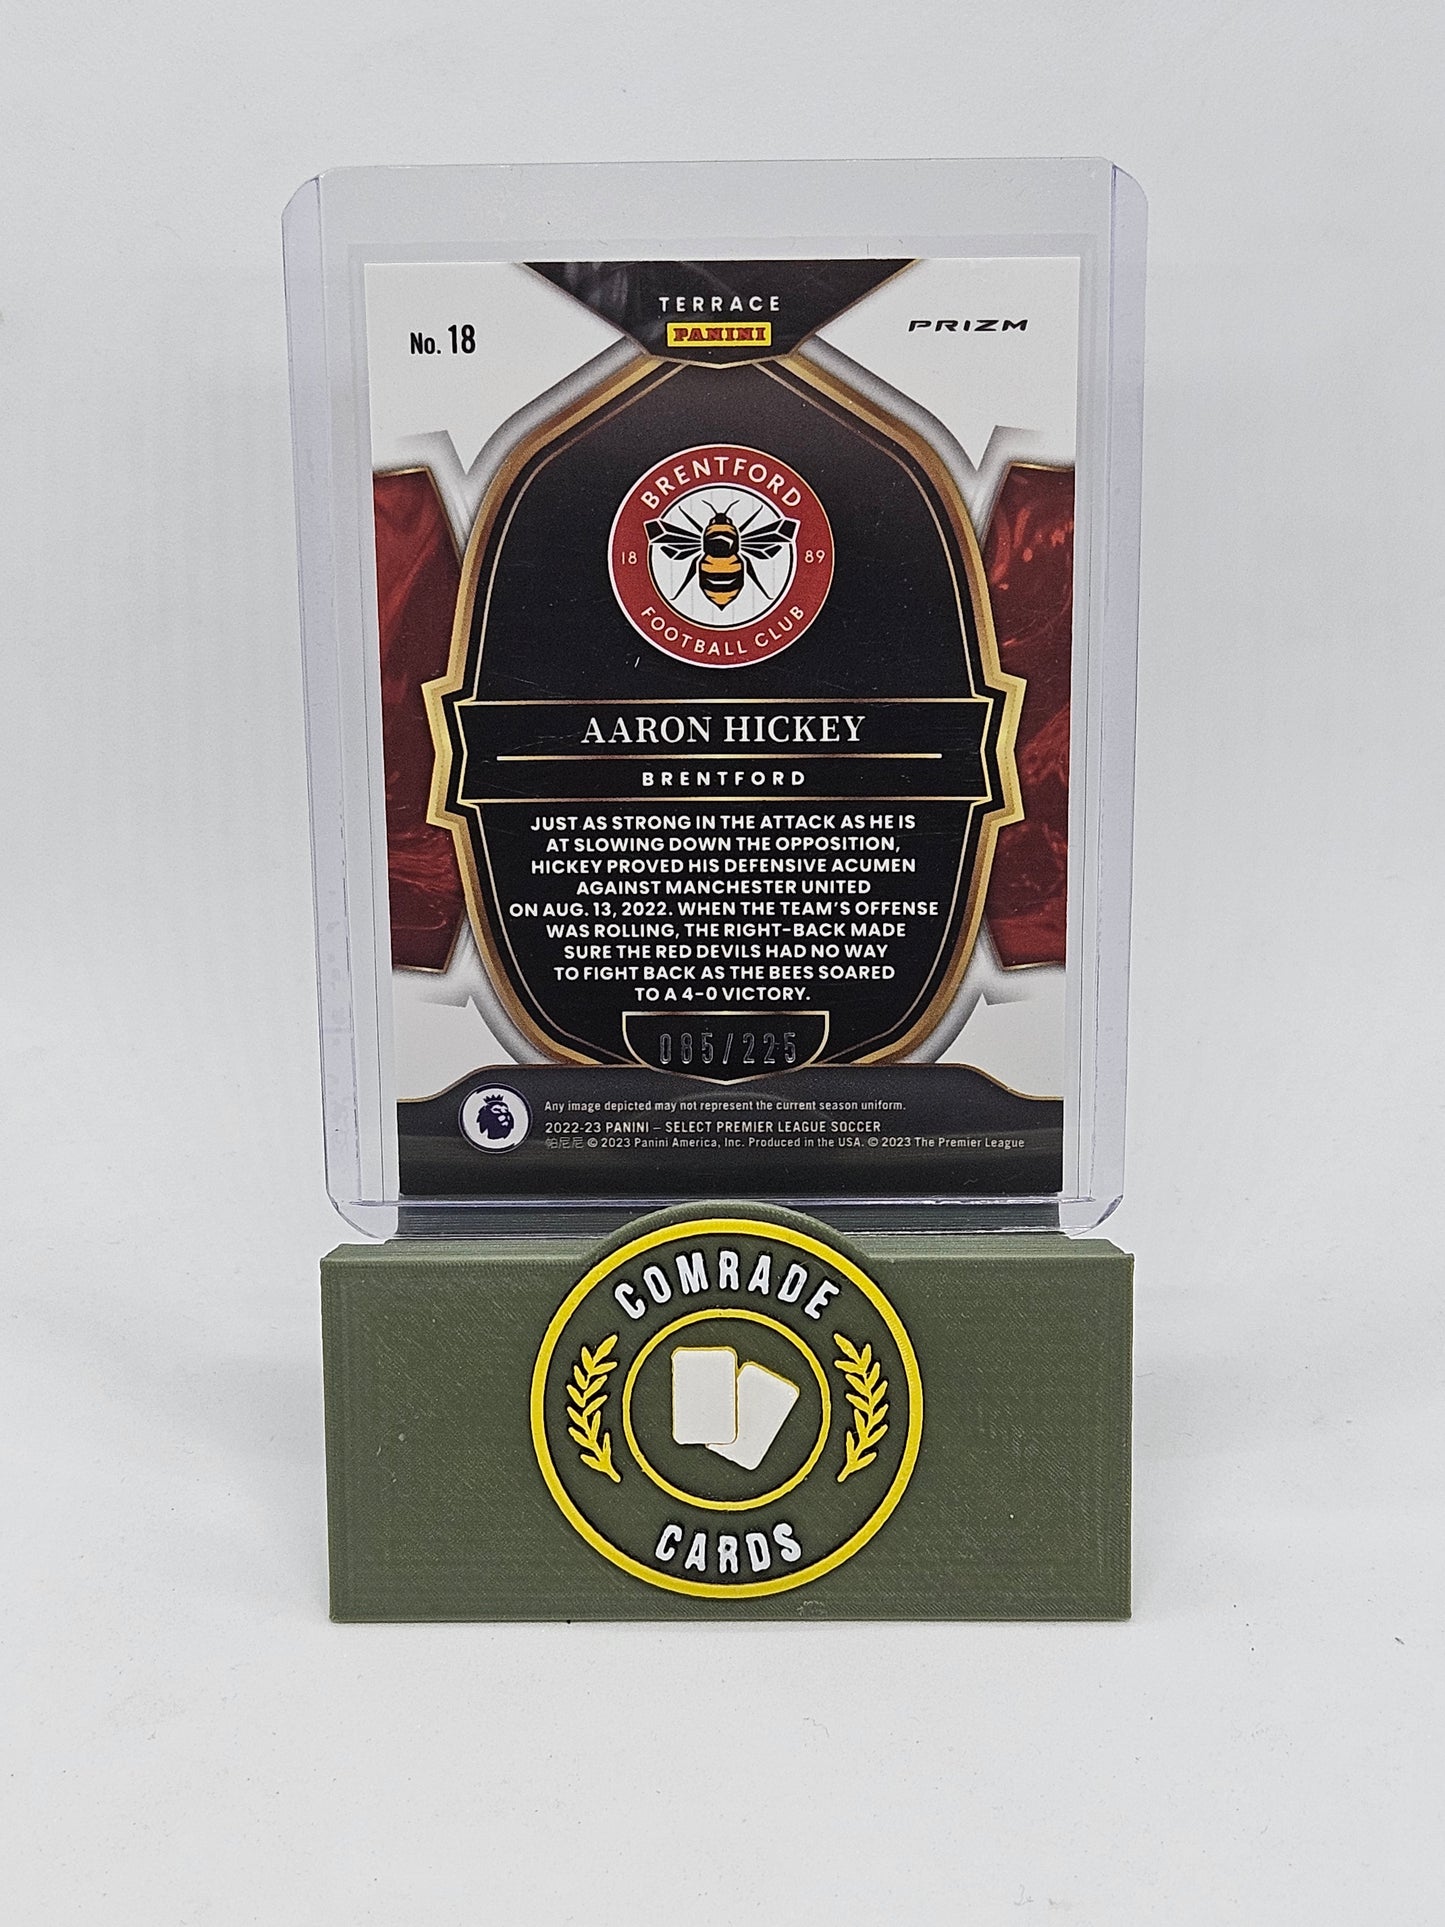 TERRACE
PANINI
No. 18
PRIZM
BRENTFORD
18 89
FOOTBALL CLUB
AARON HICKEY
BRENTFORD
JUST AS STRONG IN THE ATTACK AS HE IS
AT SLOWING DOWN THE OPPOSITION,
HICKEY PROVED HIS DEFENSIVE ACUMEN
AGAINST MANCHESTER UNITED
ON AUG. 13, 2022. WHEN THE TEAM'S OFFENSE
WAS ROLLING, THE RIGHT-BACK MADE
SURE THE RED DEVILS HAD NO WAY
TO FIGHT BACK AS THE BEES SOARED
TO A 4-0 VICTORY.
085/225
Any image depicted may not represent the current season uniform.
2022-23 PANINI – SELECT PREMIER LEAGUE SOCCER
帕尼尼 © 2023 Panini America, Inc. Produced in the USA. © 2023 The Premier League
COMRADE
CARDS